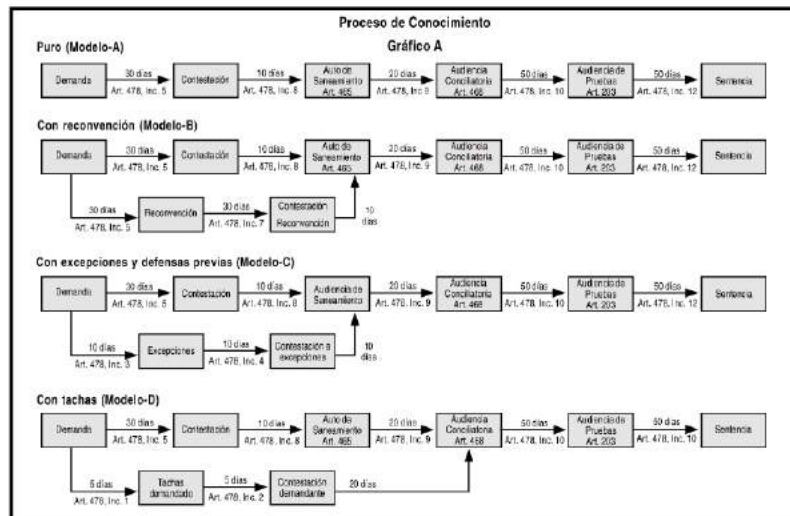 Proceso de Conocimiento
Gráfico A
Puro (Modelo-A)
Demanda
30 días
Art. 478, Inc. 5
Contestación
10 días
Art. 478, Inc. 8
Auto de
Saneamiento
Art. 465
20 días
Art. 478, Inc 9
Audiencia
Conciliatoria
Art. 468
50 días
Art. 478, Inc. 10
Audiencia de
Pruebas
Art. 203
50 días
Art. 478, Inc. 12
Sentencia
Con reconvención (Modelo-B)
Demanda
30 días
Art. 478, Inc. 5
Contestación
10 días
Art. 478, Inc. 8
Auto de
Saneamiento
Art. 465
20 días
Art. 478, Inc. 9
Audiencia
Conciliatoria
Art. 468
50 días
Art. 478, Inc. 10
Audiencia de
Pruebas
Art. 203
50 días
Art. 478, Inc. 12
Sentencia
30 días
Art. 478, Inc. 5
Reconvención
30 días
Art. 478, Inc. 7
Contestación
Reconvención
10
días
Con excepciones y defensas previas (Modelo-C)
Demanda
30 días
Art. 478, Inc. 5
Contestación
10 días
Art. 478, Inc. 8
Audiencia de
Saneamiento
20 días
Art. 478, Inc. 9
Audiencia
Conciliatoria
Art. 468
50 días
Art. 478, Inc. 10
Audiencia de
Pruebas
Art. 203
50 días
Art. 478, Inc. 12
Sentencia
10 días
Art. 478, Inc. 3
Excepciones
10 días
Art. 478, Inc. 4
Contestación a
excepciones
10
días
Con tachas (Modelo-D)
Demanda
30 días
Art. 478, Inc. 5
Contestación
10 días
Art. 478, Inc. 8
Auto de
Saneamiento
Art. 465
20 días
Art. 478, Inc. 9
Audiencia
Conciliatoria
Art. 468
50 días
Art. 478, Inc. 10
Audiencia de
Pruebas
Art. 203
50 días
Art. 478, Inc. 10
Sentencia
5 días
Art. 478, Inc. 1
Tachas
demandado
5 días
Art. 478, Inc. 2
Contestación
demandante
20 días